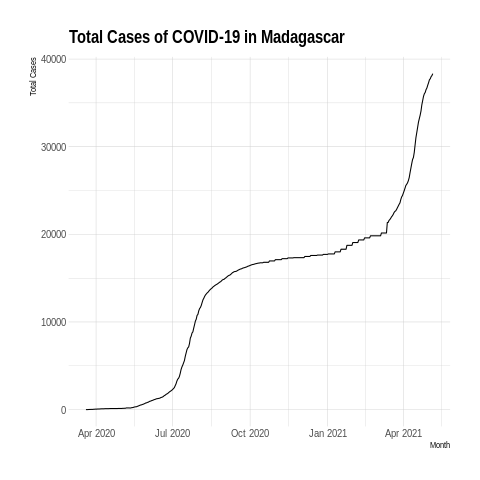 Total Cases of COVID-19 in Madagascar
Total Cases
40000
30000
20000
10000
0
Apr 2020 Jul 2020 Oct 2020 Jan 2021 Apr 2021
Month